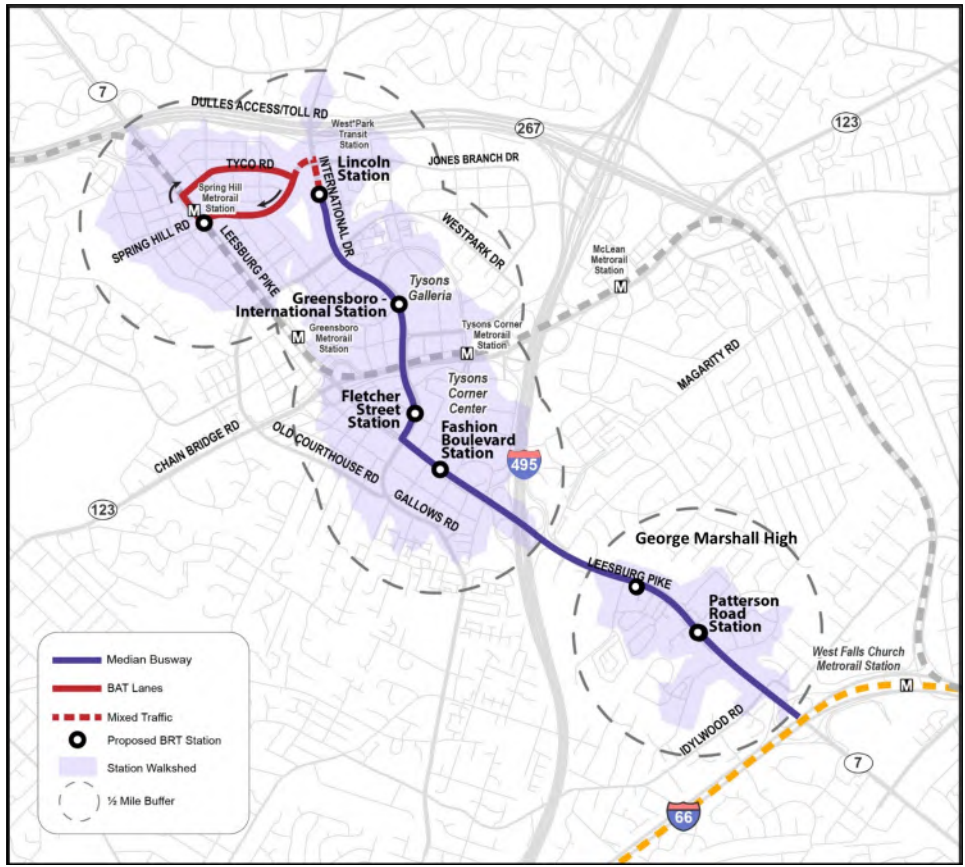 7
DULLES ACCESS/TOLL RD
West*Park
Transit
Station
267
123
TYCO RD
INTERNATIONAL DR
Lincoln
Station
JONES BRANCH DR
Spring Hill
Metrorail
Station
M
SPRING HILL RD
LEESBURG PIKE
WESTPARK DR
McLean
Metrorail
Station
M
Greensboro -
International Station
Tysons
Galleria
Greensboro
Metrorail
Station
M
Tysons Corner
Metrorail
Station
M
MAGARITY RD
Tysons
Corner
Center
Fletcher
Street
Station
Fashion
Boulevard
Station
CHAIN BRIDGE RD
OLD COURTHOUSE RD
495
GALLOWS RD
123
George Marshall High
LEESBURG PIKE
Patterson
Road
Station
West Falls Church
Metrorail Station
M
IDYLWOOD RD
7
66
Median Busway
BAT Lanes
Mixed Traffic
Proposed BRT Station
Station Walkshed
½ Mile Buffer